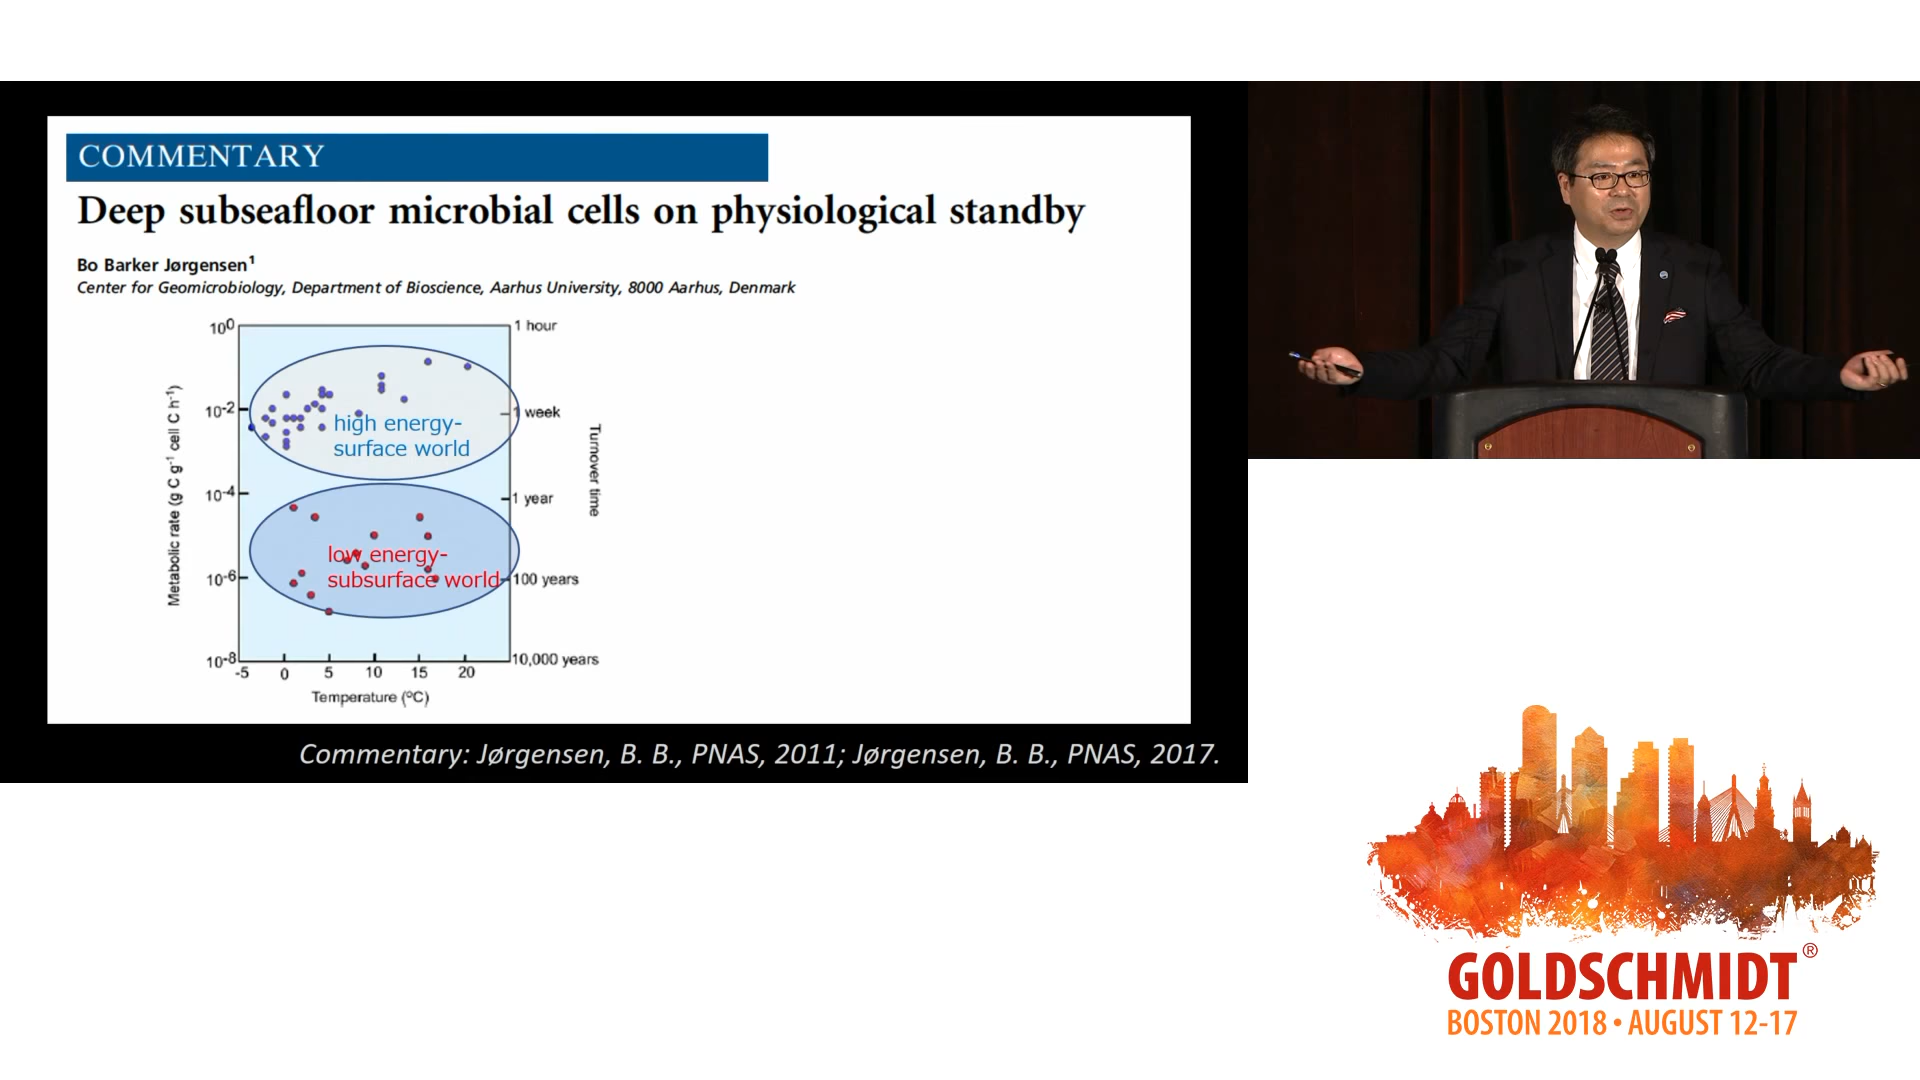 COMMENTARY
Deep subseafloor microbial cells on physiological standby
Bo Barker Jørgensen¹
Center for Geomicrobiology, Department of Bioscience, Aarhus University, 8000 Aarhus, Denmark
10⁰
10⁻²
10⁻⁴
10⁻⁶
10⁻⁸
Metabolic rate (g C g⁻¹ cell C h⁻¹)
high energy-
surface world
low energy-
subsurface world
1 hour
1 week
1 year
100 years
10,000 years
Turnover time
-5 0 5 10 15 20
Temperature (ºC)
Commentary: Jørgensen, B. B., PNAS, 2011; Jørgensen, B. B., PNAS, 2017.
GOLDSCHMIDT®
BOSTON 2018 • AUGUST 12-17